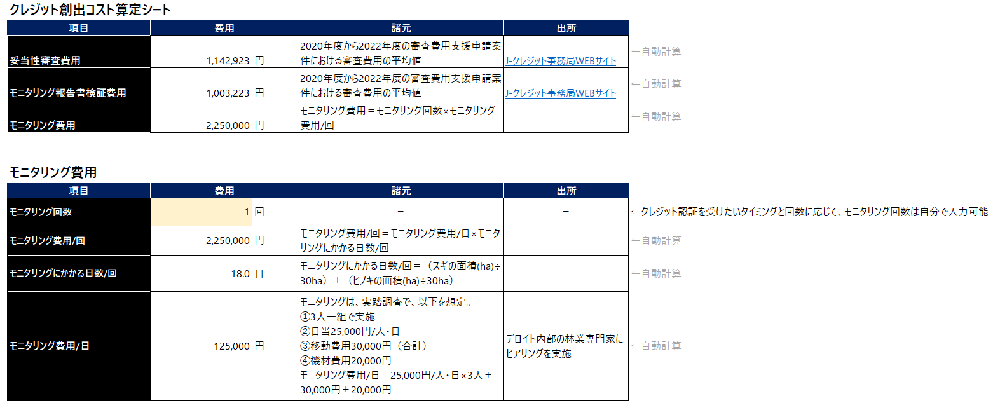 クレジット創出コスト算定シート
項目 費用 諸元 出所
妥当性審査費用 1,142,923 円 2020年度から2022年度の審査費用支援申請案
件における審査費用の平均値 J-クレジット事務局WEBサイト ←自動計算
モニタリング報告書検証費用 1,003,223 円 2020年度から2022年度の審査費用支援申請案
件における審査費用の平均値 J-クレジット事務局WEBサイト ←自動計算
モニタリング費用 2,250,000 円 モニタリング費用＝モニタリング回数×モニタリング
費用/回 － ←自動計算
モニタリング費用
項目 費用 諸元 出所
モニタリング回数 1 回 － － ←クレジット認証を受けたいタイミングと回数に応じて、モニタリング回数は自分で入力可能
モニタリング費用/回 2,250,000 円 モニタリング費用/回＝モニタリング費用/日×モニタ
リングにかかる日数/回 － ←自動計算
モニタリングにかかる日数/回 18.0 日 モニタリングにかかる日数/回＝（スギの面積(ha)÷
30ha）＋（ヒノキの面積(ha)÷30ha） － ←自動計算
モニタリング費用/日 125,000 円 モニタリングは、実踏調査で、以下を想定。
①3人一組で実施
②日当25,000円/人・日
③移動費用30,000円（合計）
④機材費用20,000円
モニタリング費用/日＝25,000円/人・日×3人＋
30,000円＋20,000円
デロイト内部の林業専門家に
ヒアリングを実施
←自動計算